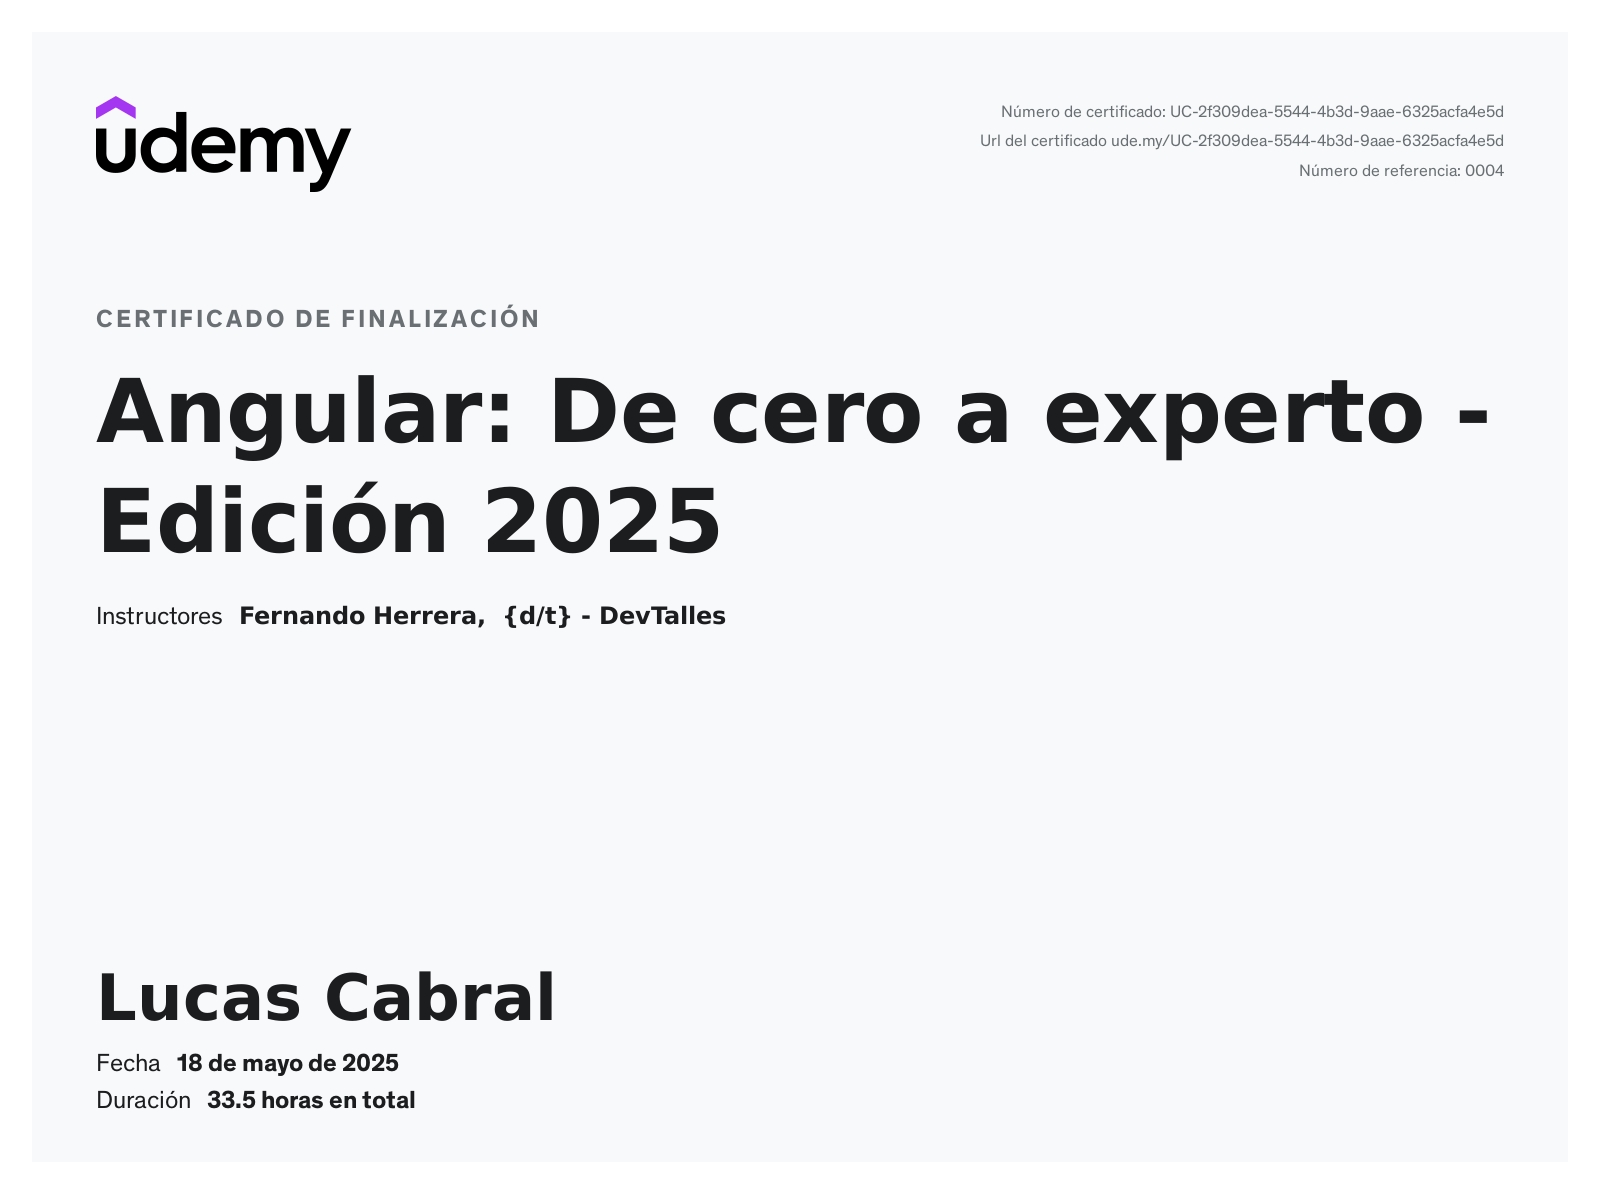 udemy
Número de certificado: UC-2f309dea-5544-4b3d-9aae-6325acfa4e5d
Url del certificado ude.my/UC-2f309dea-5544-4b3d-9aae-6325acfa4e5d
Número de referencia: 0004
CERTIFICADO DE FINALIZACIÓN
Angular: De cero a experto -
Edición 2025
Instructores Fernando Herrera, {d/t} - DevTalles
Lucas Cabral
Fecha 18 de mayo de 2025
Duración 33.5 horas en total